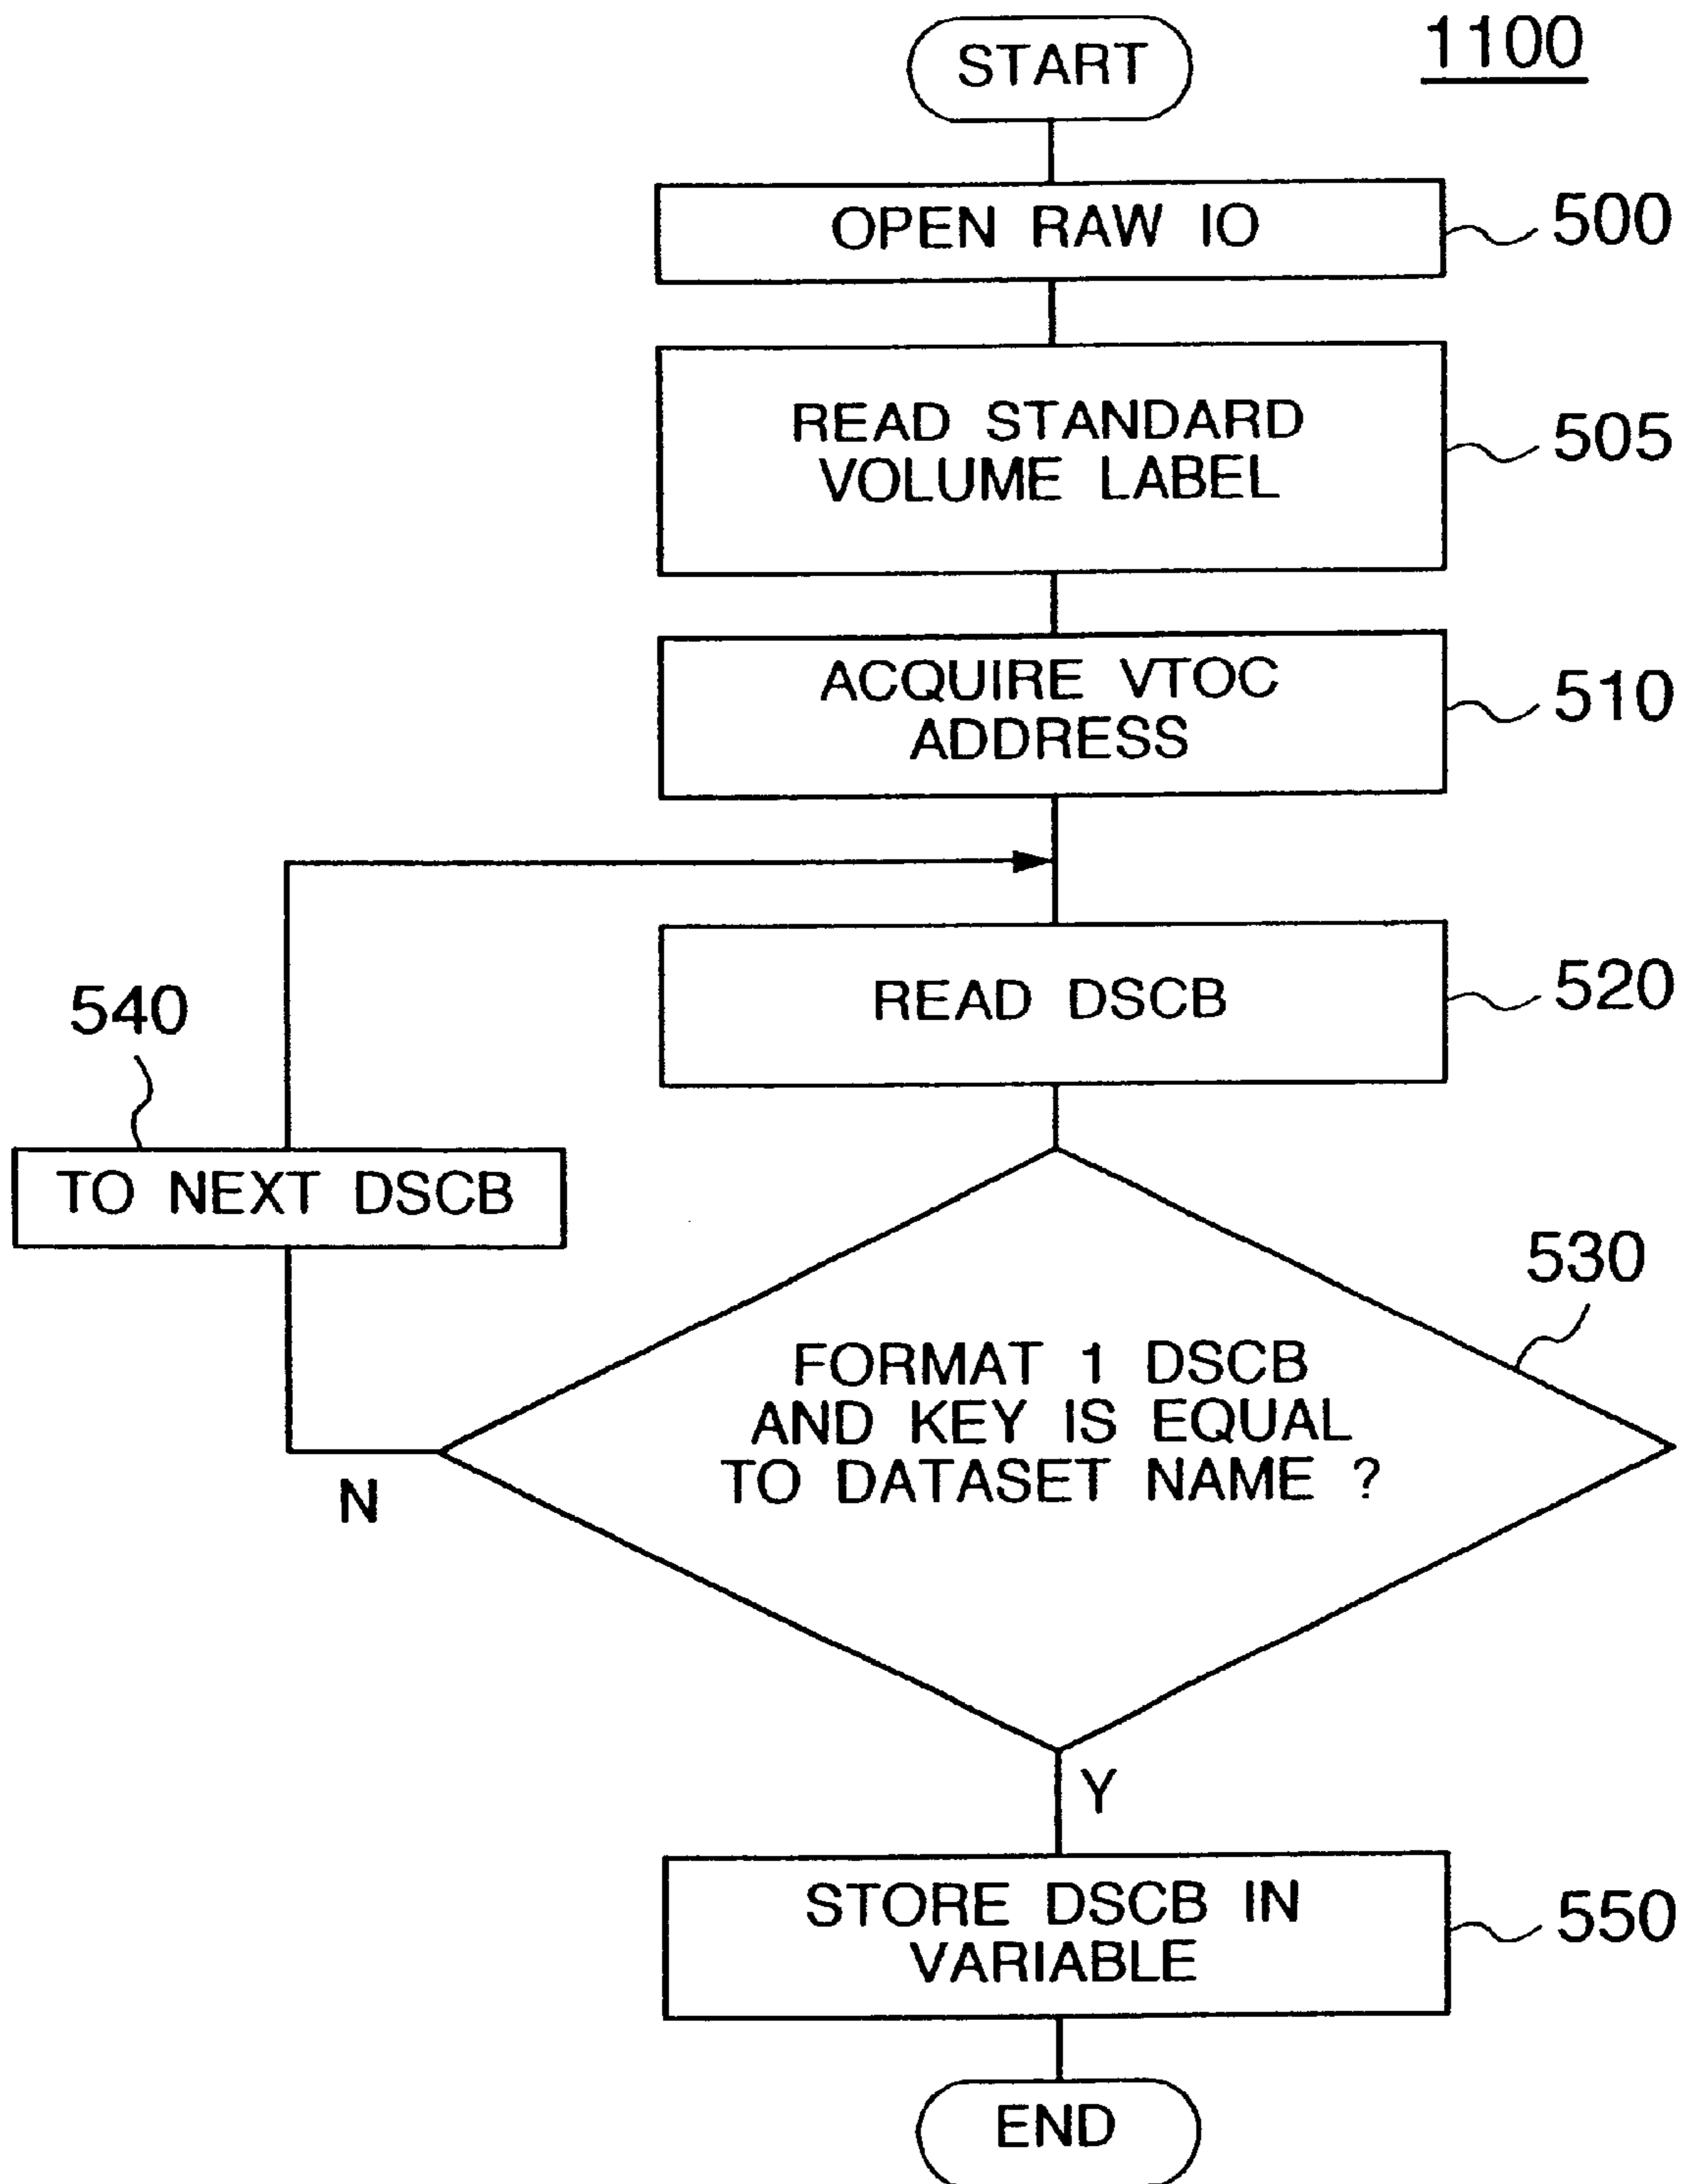 START
1100
OPEN RAW IO
500
READ STANDARD
VOLUME LABEL
505
ACQUIRE VTOC
ADDRESS
510
READ DSCB
520
540
TO NEXT DSCB
530
FORMAT 1 DSCB
AND KEY IS EQUAL
TO DATASET NAME ?
N
Y
STORE DSCB IN
VARIABLE
550
END